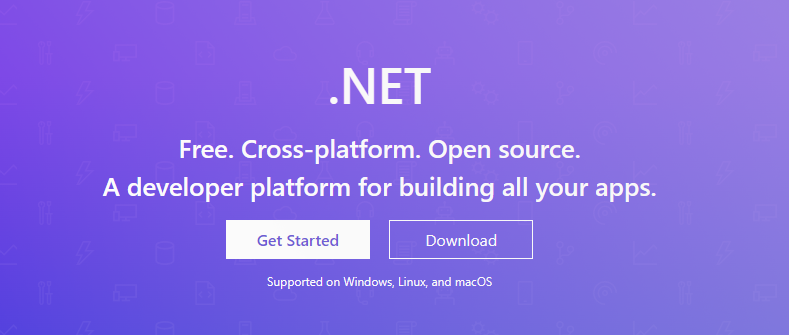 .NET
Free. Cross-platform. Open source.
A developer platform for building all your apps.
Get Started
Download
Supported on Windows, Linux, and macOS